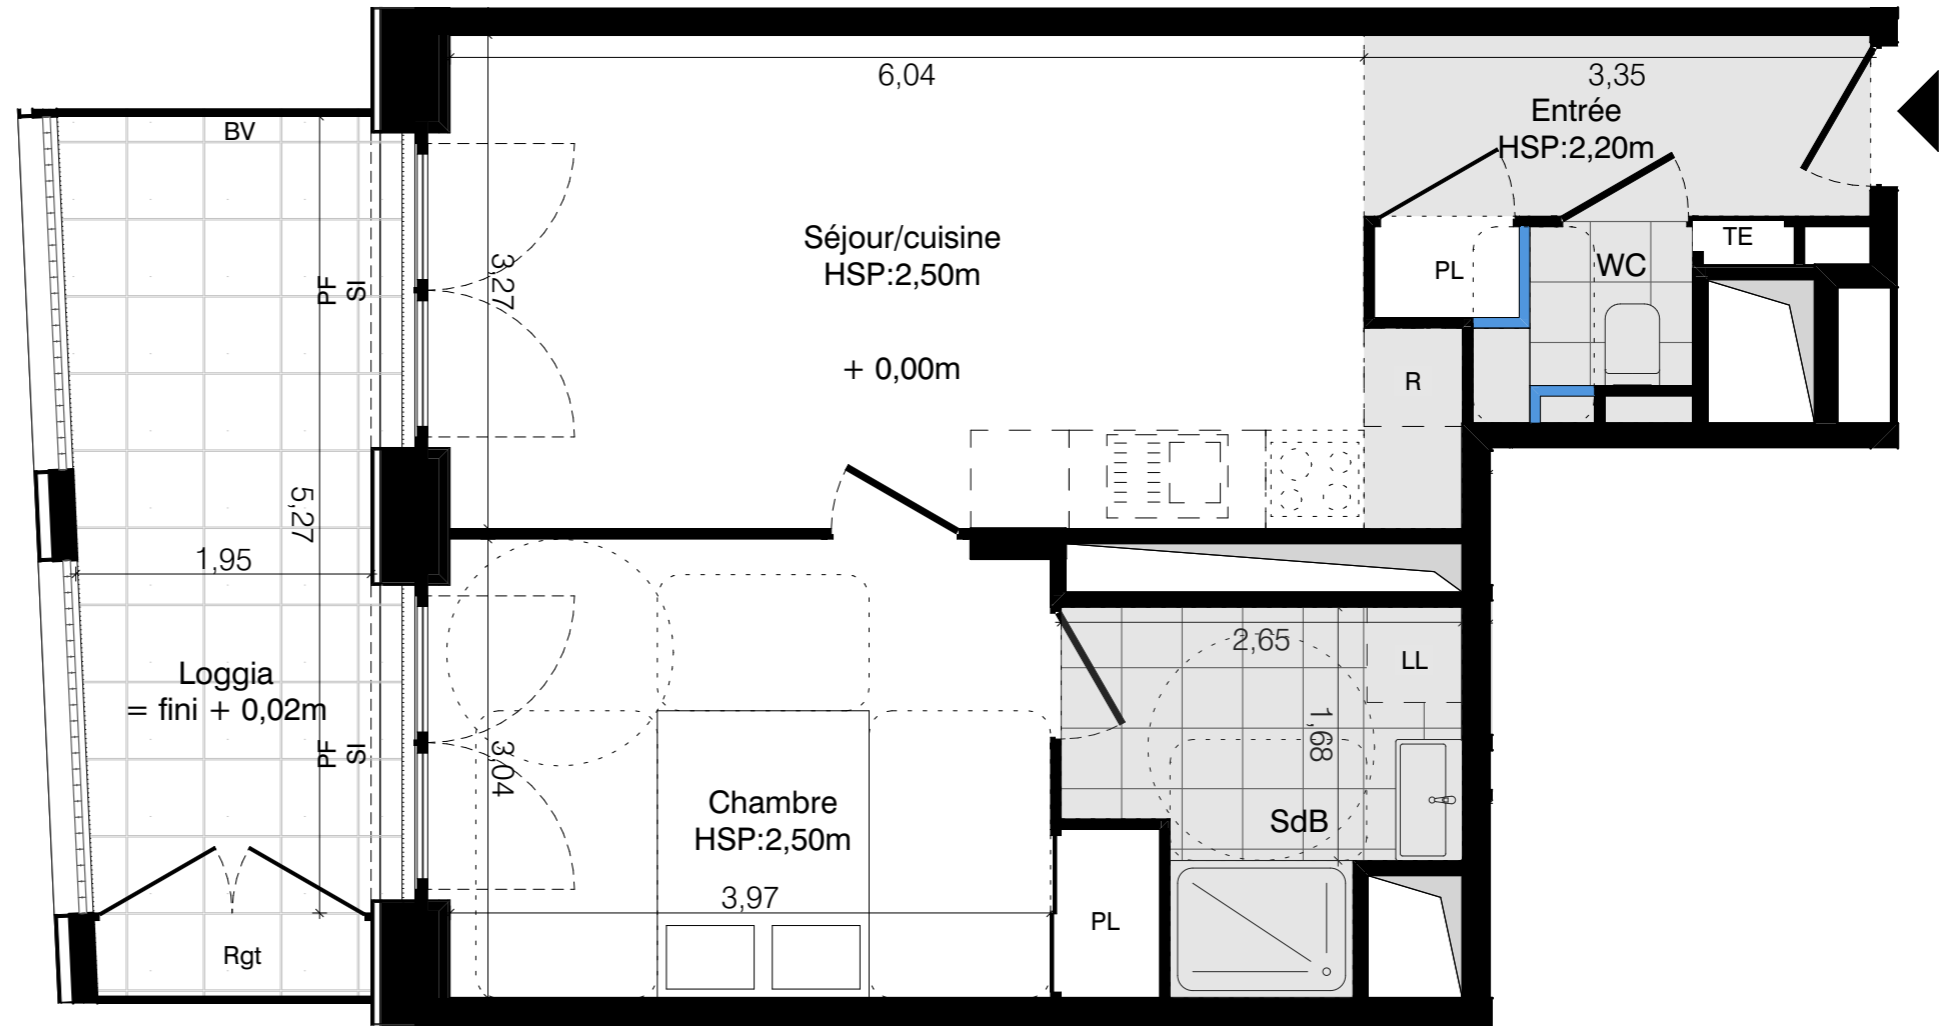 6,04
3,35
Entrée
HSP:2,20m
BV
Séjour/cuisine
HSP:2,50m
3,27
PF
SI
PL
WC
TE
+ 0,00m
R
5,27
1,95
2,65
LL
Loggia
= fini + 0,02m
PF
SI
3,04
1,68
Chambre
HSP:2,50m
SdB
3,97
PL
Rgt